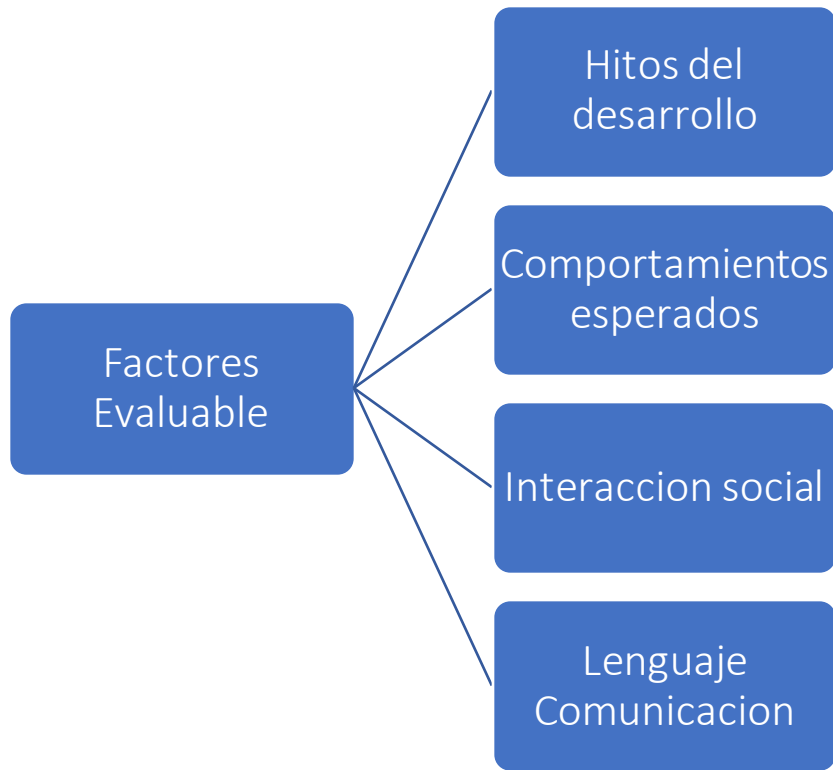 Hitos del
desarrollo
Comportamientos
esperados
Factores
Evaluable
Interaccion social
Lenguaje
Comunicacion